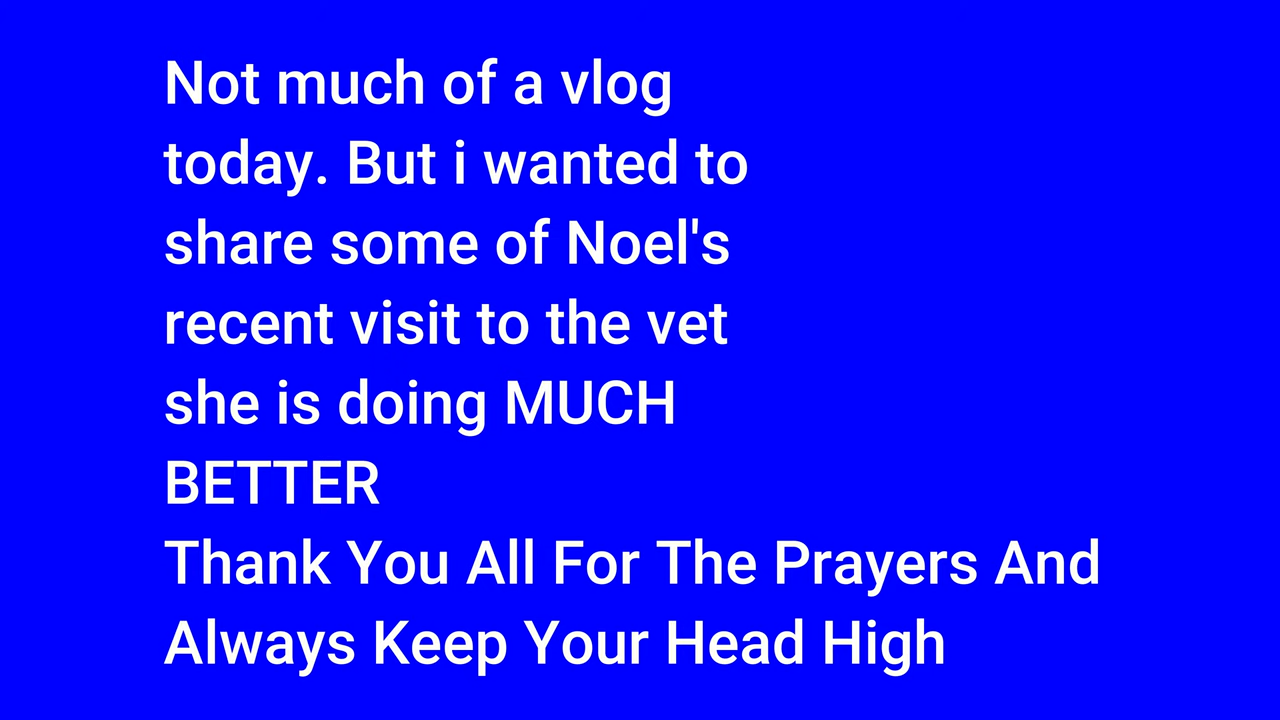 Not much of a vlog
today. But i wanted to
share some of Noel's
recent visit to the vet
she is doing MUCH
BETTER
Thank You All For The Prayers And
Always Keep Your Head High